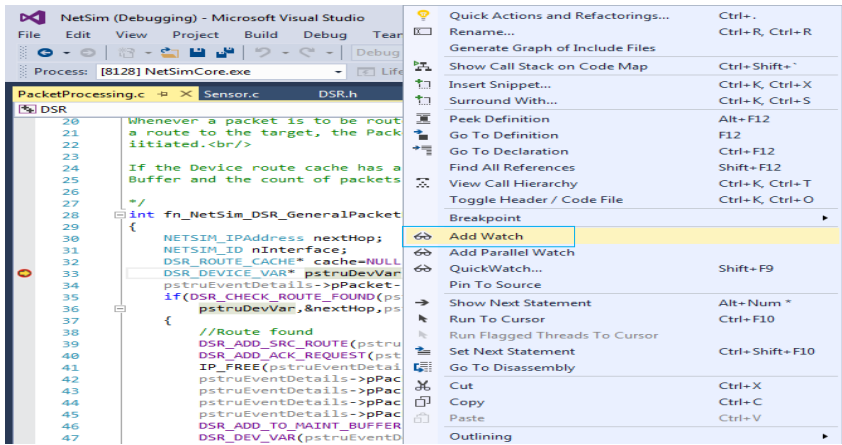 NetSim (Debugging) - Microsoft Visual Studio
File Edit View Project Build Debug Tear
Debug
Process: [8128] NetSimCore.exe Life
PacketProcessing.c Sensor.c DSR.h
DSR
20 Whenever a packet is to be rout
21 a route to the target, the Pack
22 iitiated.<br/>
23
24 If the Device route cache has a
25 Buffer and the count of packets
26
27 */
28 int fn_NetSim_DSR_GeneralPacket
29 {
30 NETSIM_IPAddress nextHop;
31 NETSIM_ID nInterface;
32 DSR_ROUTE_CACHE* cache=NULL
33 DSR_DEVICE_VAR* pstruDevVar
34 pstruEventDetails->pPacket-
35 if(DSR_CHECK_ROUTE_FOUND(ps
36 pstruDevVar,&nextHop,ps
37 {
38 //Route found
39 DSR_ADD_SRC_ROUTE(pstru
40 DSR_ADD_ACK_REQUEST(pst
41 IP_FREE(pstruEventDetai
42 pstruEventDetails->pPac
43 pstruEventDetails->pPac
44 pstruEventDetails->pPac
45 pstruEventDetails->pPac
46 DSR_ADD_TO_MAINT_BUFFER
47 DSR_DEV_VAR(pstruEventD
Quick Actions and Refactorings... Ctrl+.
Rename... Ctrl+R, Ctrl+R
Generate Graph of Include Files
Show Call Stack on Code Map Ctrl+Shift+`
Insert Snippet... Ctrl+K, Ctrl+X
Surround With... Ctrl+K, Ctrl+S
Peek Definition Alt+F12
Go To Definition F12
Go To Declaration Ctrl+F12
Find All References Shift+F12
View Call Hierarchy Ctrl+K, Ctrl+T
Toggle Header / Code File Ctrl+K, Ctrl+O
Breakpoint
Add Watch
Add Parallel Watch
QuickWatch... Shift+F9
Pin To Source
Show Next Statement Alt+Num *
Run To Cursor Ctrl+F10
Run Flagged Threads To Cursor
Set Next Statement Ctrl+Shift+F10
Go To Disassembly
Cut Ctrl+X
Copy Ctrl+C
Paste Ctrl+V
Outlining